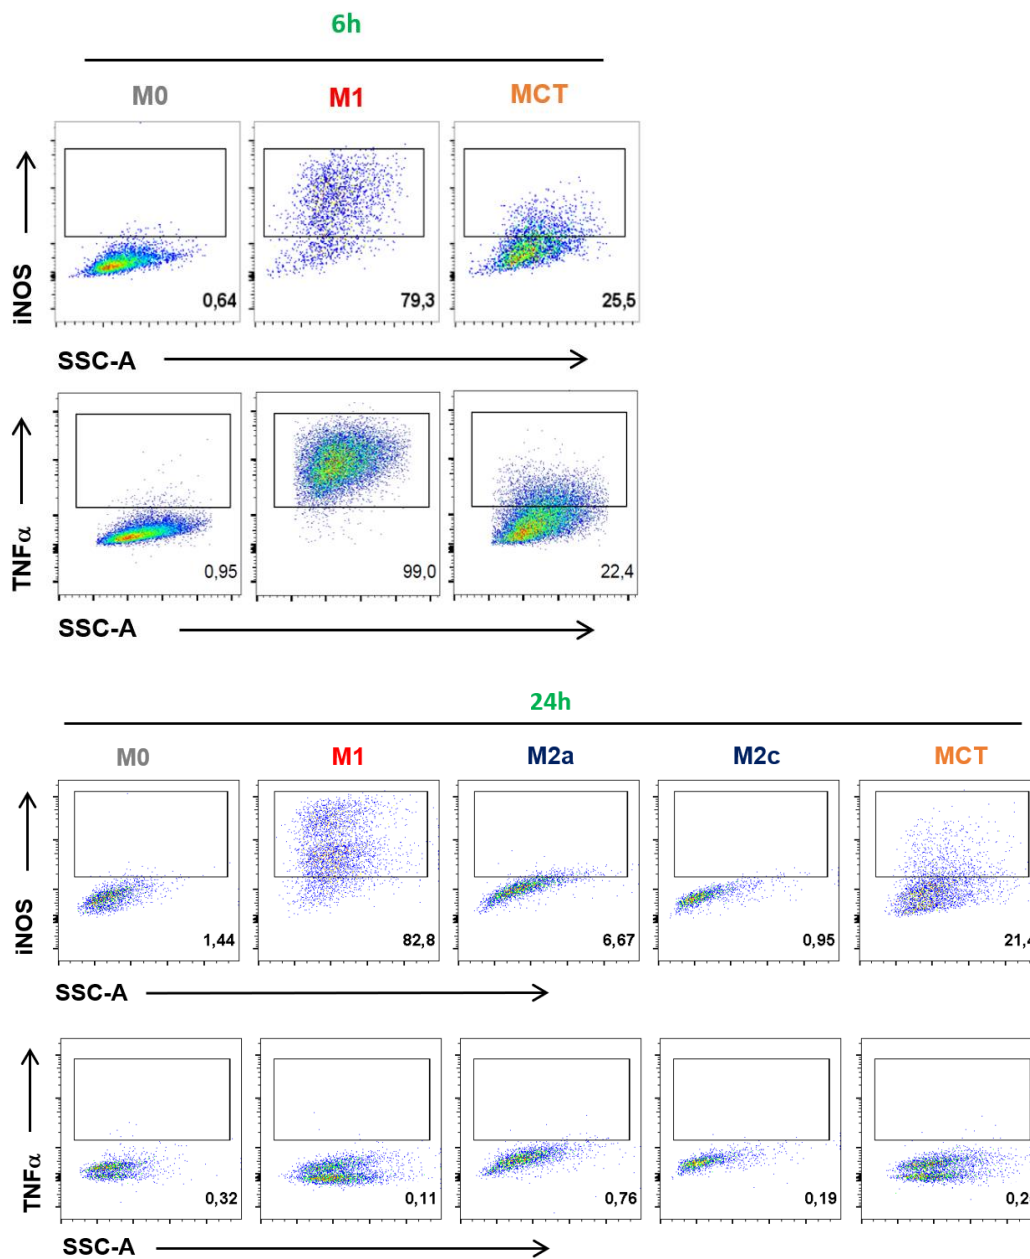 6h
M0 M1 MCT
iNOS
0,64 79,3 25,5
SSC-A
TNFα
0,95 99,0 22,4
SSC-A
24h
M0 M1 M2a M2c MCT
iNOS
1,44 82,8 6,67 0,95 21,4
SSC-A
TNFα
0,32 0,11 0,76 0,19
SSC-A